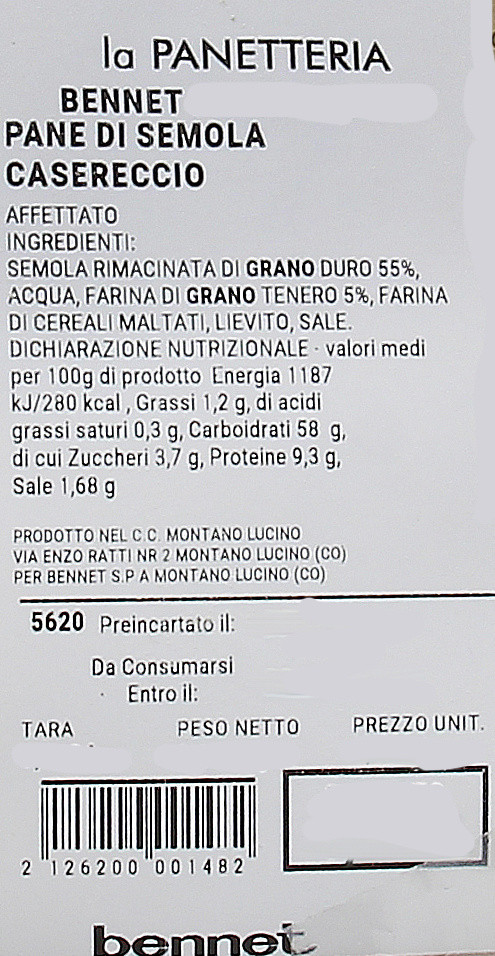 la PANETTERIA
BENNET
PANE DI SEMOLA
CASERECCIO
AFFETTATO
INGREDIENTI:
SEMOLA RIMACINATA DI GRANO DURO 55%,
ACQUA, FARINA DI GRANO TENERO 5%, FARINA
DI CEREALI MALTATI, LIEVITO, SALE.
DICHIARAZIONE NUTRIZIONALE - valori medi
per 100g di prodotto Energia 1187
kJ/280 kcal , Grassi 1,2 g, di acidi
grassi saturi 0,3 g, Carboidrati 58 g,
di cui Zuccheri 3,7 g, Proteine 9,3 g,
Sale 1,68 g
PRODOTTO NEL C.C. MONTANO LUCINO
VIA ENZO RATTI NR 2 MONTANO LUCINO (CO)
PER BENNET S.P A MONTANO LUCINO (CO)
5620 Preincartato il:
Da Consumarsi
Entro il:
TARA PESO NETTO PREZZO UNIT.
2 126200 001482
bennet